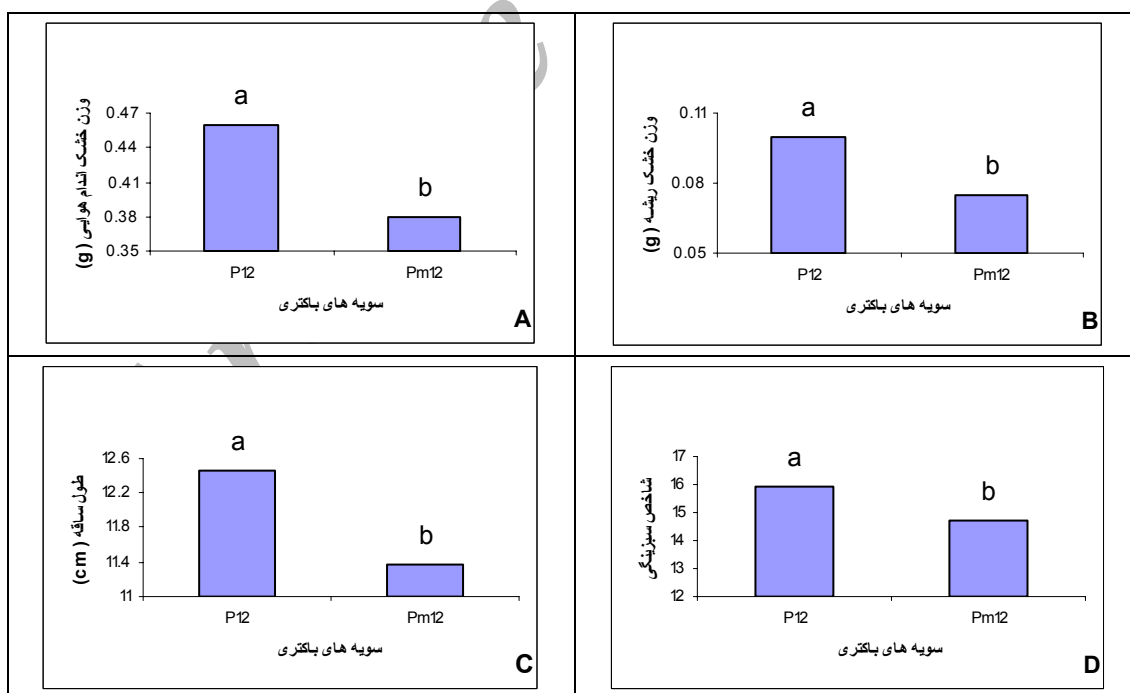 a
b
0.47
0.44
0.41
0.38
0.35
وزن خشک اندام هوایی (g)
P12
Pm12
سویه های باکتری
A
a
b
0.11
0.08
0.05
وزن خشک ریشه (g)
P12
Pm12
سویه های باکتری
B
a
b
12.6
12.2
11.8
11.4
11
طول ساقه (cm)
P12
Pm12
سویه های باکتری
C
a
b
17
16
15
14
13
12
شاخص سبزینگی
P12
Pm12
سویه های باکتری
D